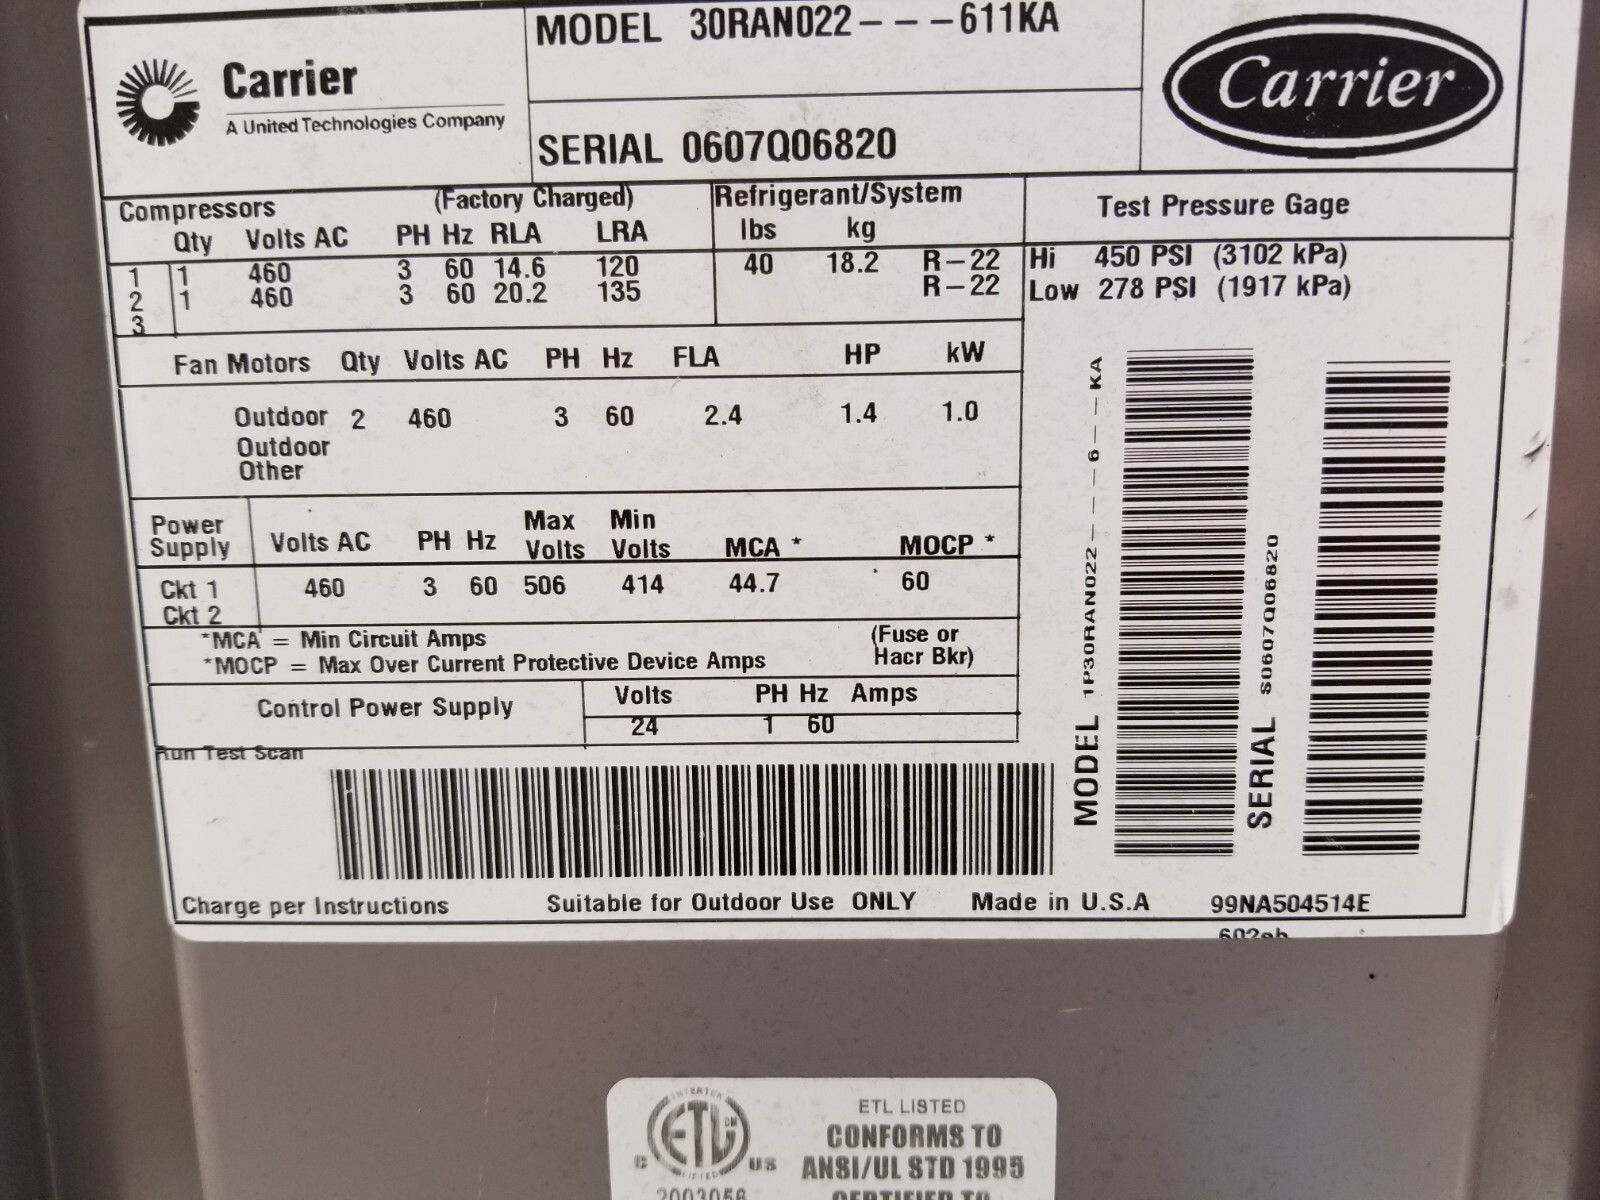 MODEL 30RAN022---611KA
Carrier
A United Technologies Company
Carrier
SERIAL 0607Q06820
Compressors (Factory Charged) Refrigerant/System Test Pressure Gage
Qty Volts AC PH Hz RLA LRA lbs kg
1 1 460 3 60 14.6 120 40 18.2 R-22 Hi 450 PSI (3102 kPa)
2 1 460 3 60 20.2 135 R-22 Low 278 PSI (1917 kPa)
3
Fan Motors Qty Volts AC PH Hz FLA HP kW
Outdoor 2 460 3 60 2.4 1.4 1.0
Outdoor
Other
Power Supply Volts AC PH Hz Max Volts Min Volts MCA * MOCP *
Ckt 1 460 3 60 506 414 44.7 60
Ckt 2
*MCA = Min Circuit Amps (Fuse or
*MOCP = Max Over Current Protective Device Amps Hacr Bkr)
Control Power Supply Volts PH Hz Amps
24 1 60
Run Test Scan
MODEL 1P30RAN022---6--KA
SERIAL S0607Q06820
Charge per Instructions Suitable for Outdoor Use ONLY Made in U.S.A 99NA504514E
INTERTEK
ETL CM
LISTED
C US
2003056
ETL LISTED
CONFORMS TO
ANSI/UL STD 1995
CERTIFIED TO